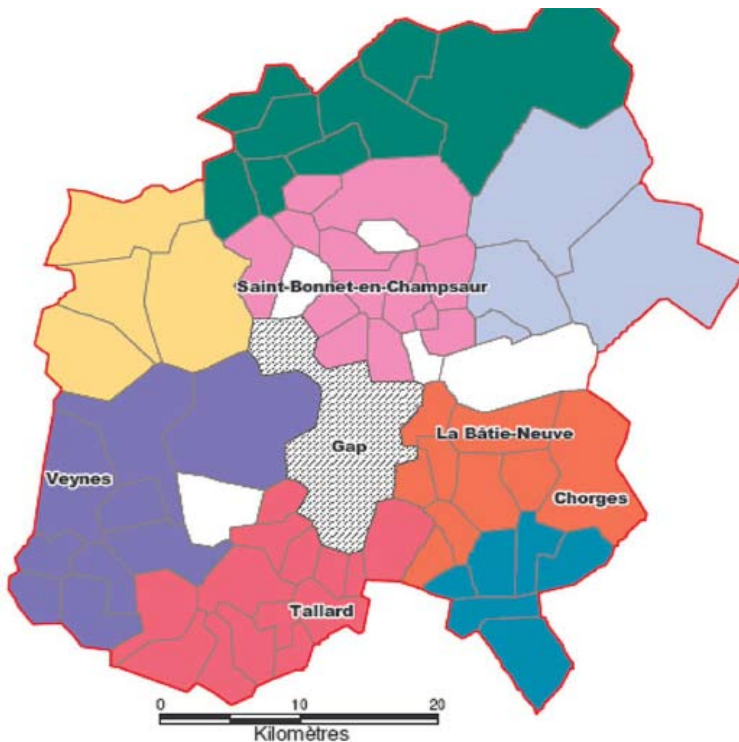 Saint-Bonnet-en-Champsaur
La Bâtie-Neuve
Gap
Veynes
Chorges
Tallard
0 10 20
Kilomètres